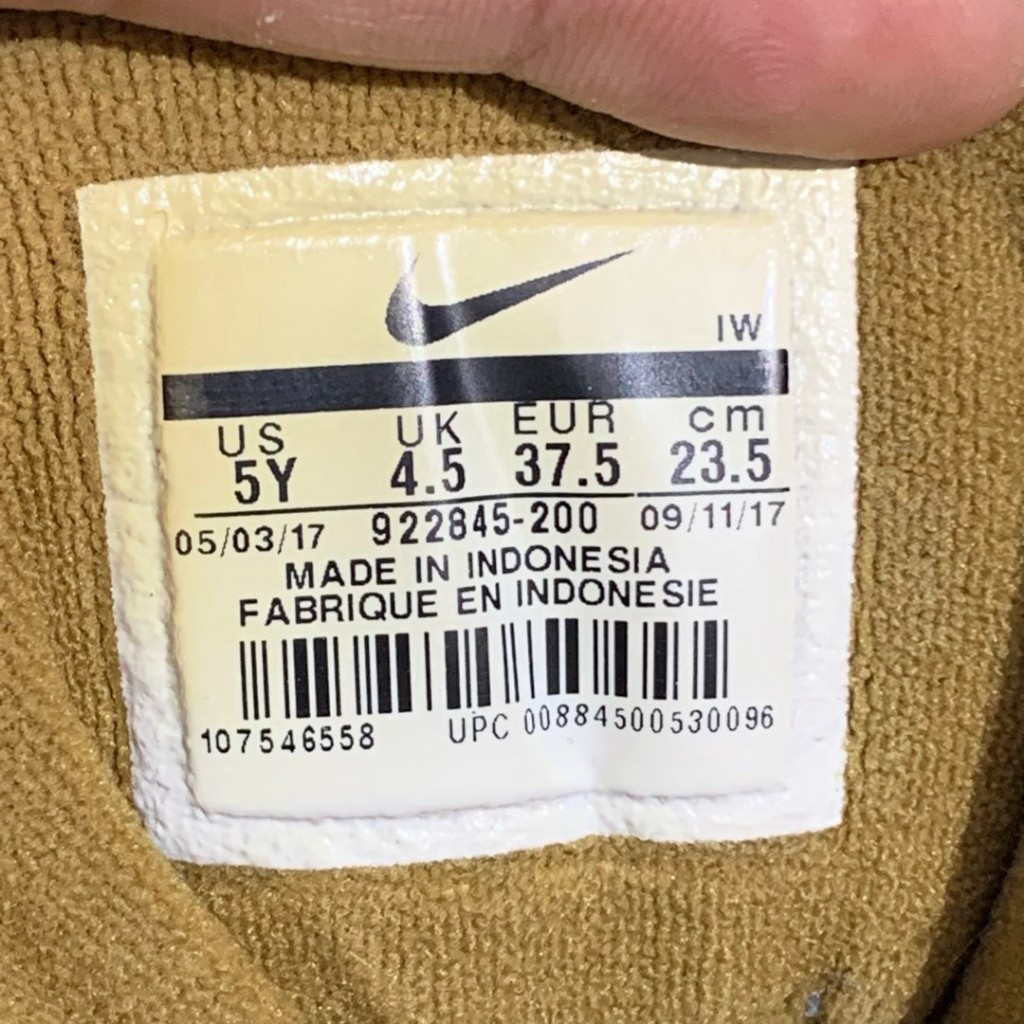 IW
US UK EUR cm
5Y 4.5 37.5 23.5
05/03/17 922845-200 09/11/17
MADE IN INDONESIA
FABRIQUE EN INDONESIE
107546558 UPC 00884500530096